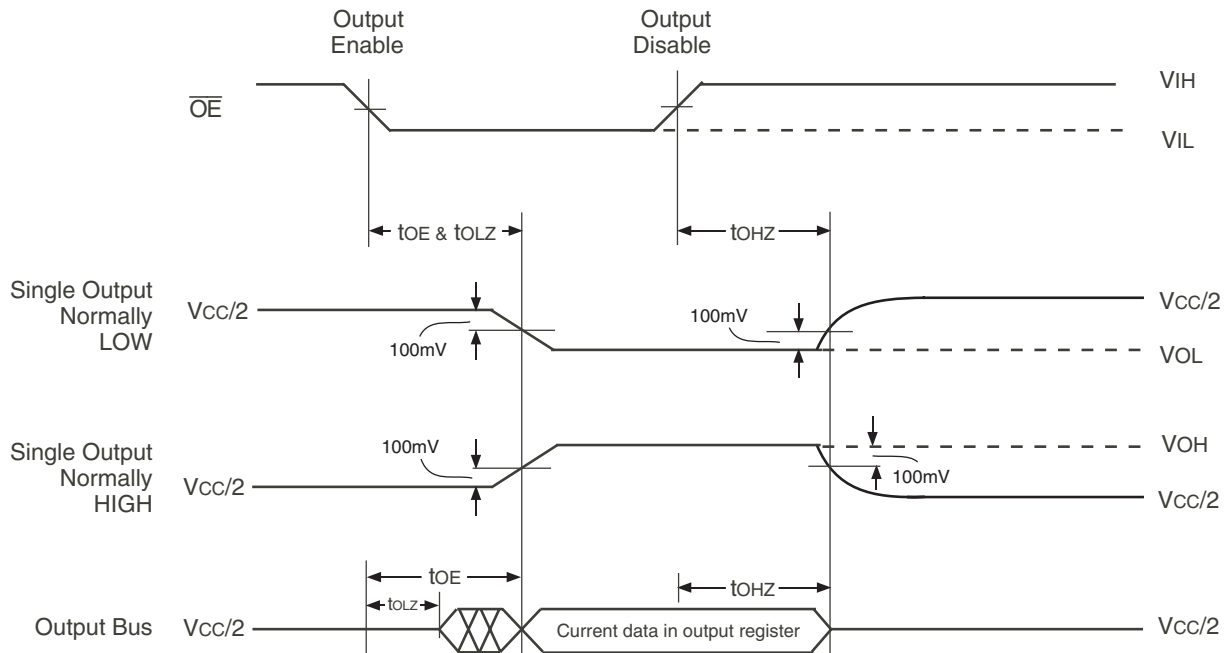 Output
Enable
Output
Disable
OE
VIH
VIL
tOE & tOLZ
tOHZ
Single Output
Normally
LOW
VCC/2
100mV
100mV
VCC/2
VOL
Single Output
Normally
HIGH
VCC/2
100mV
VOH
100mV
VCC/2
tOE
tOLZ
tOHZ
Output Bus
VCC/2
Current data in output register
VCC/2